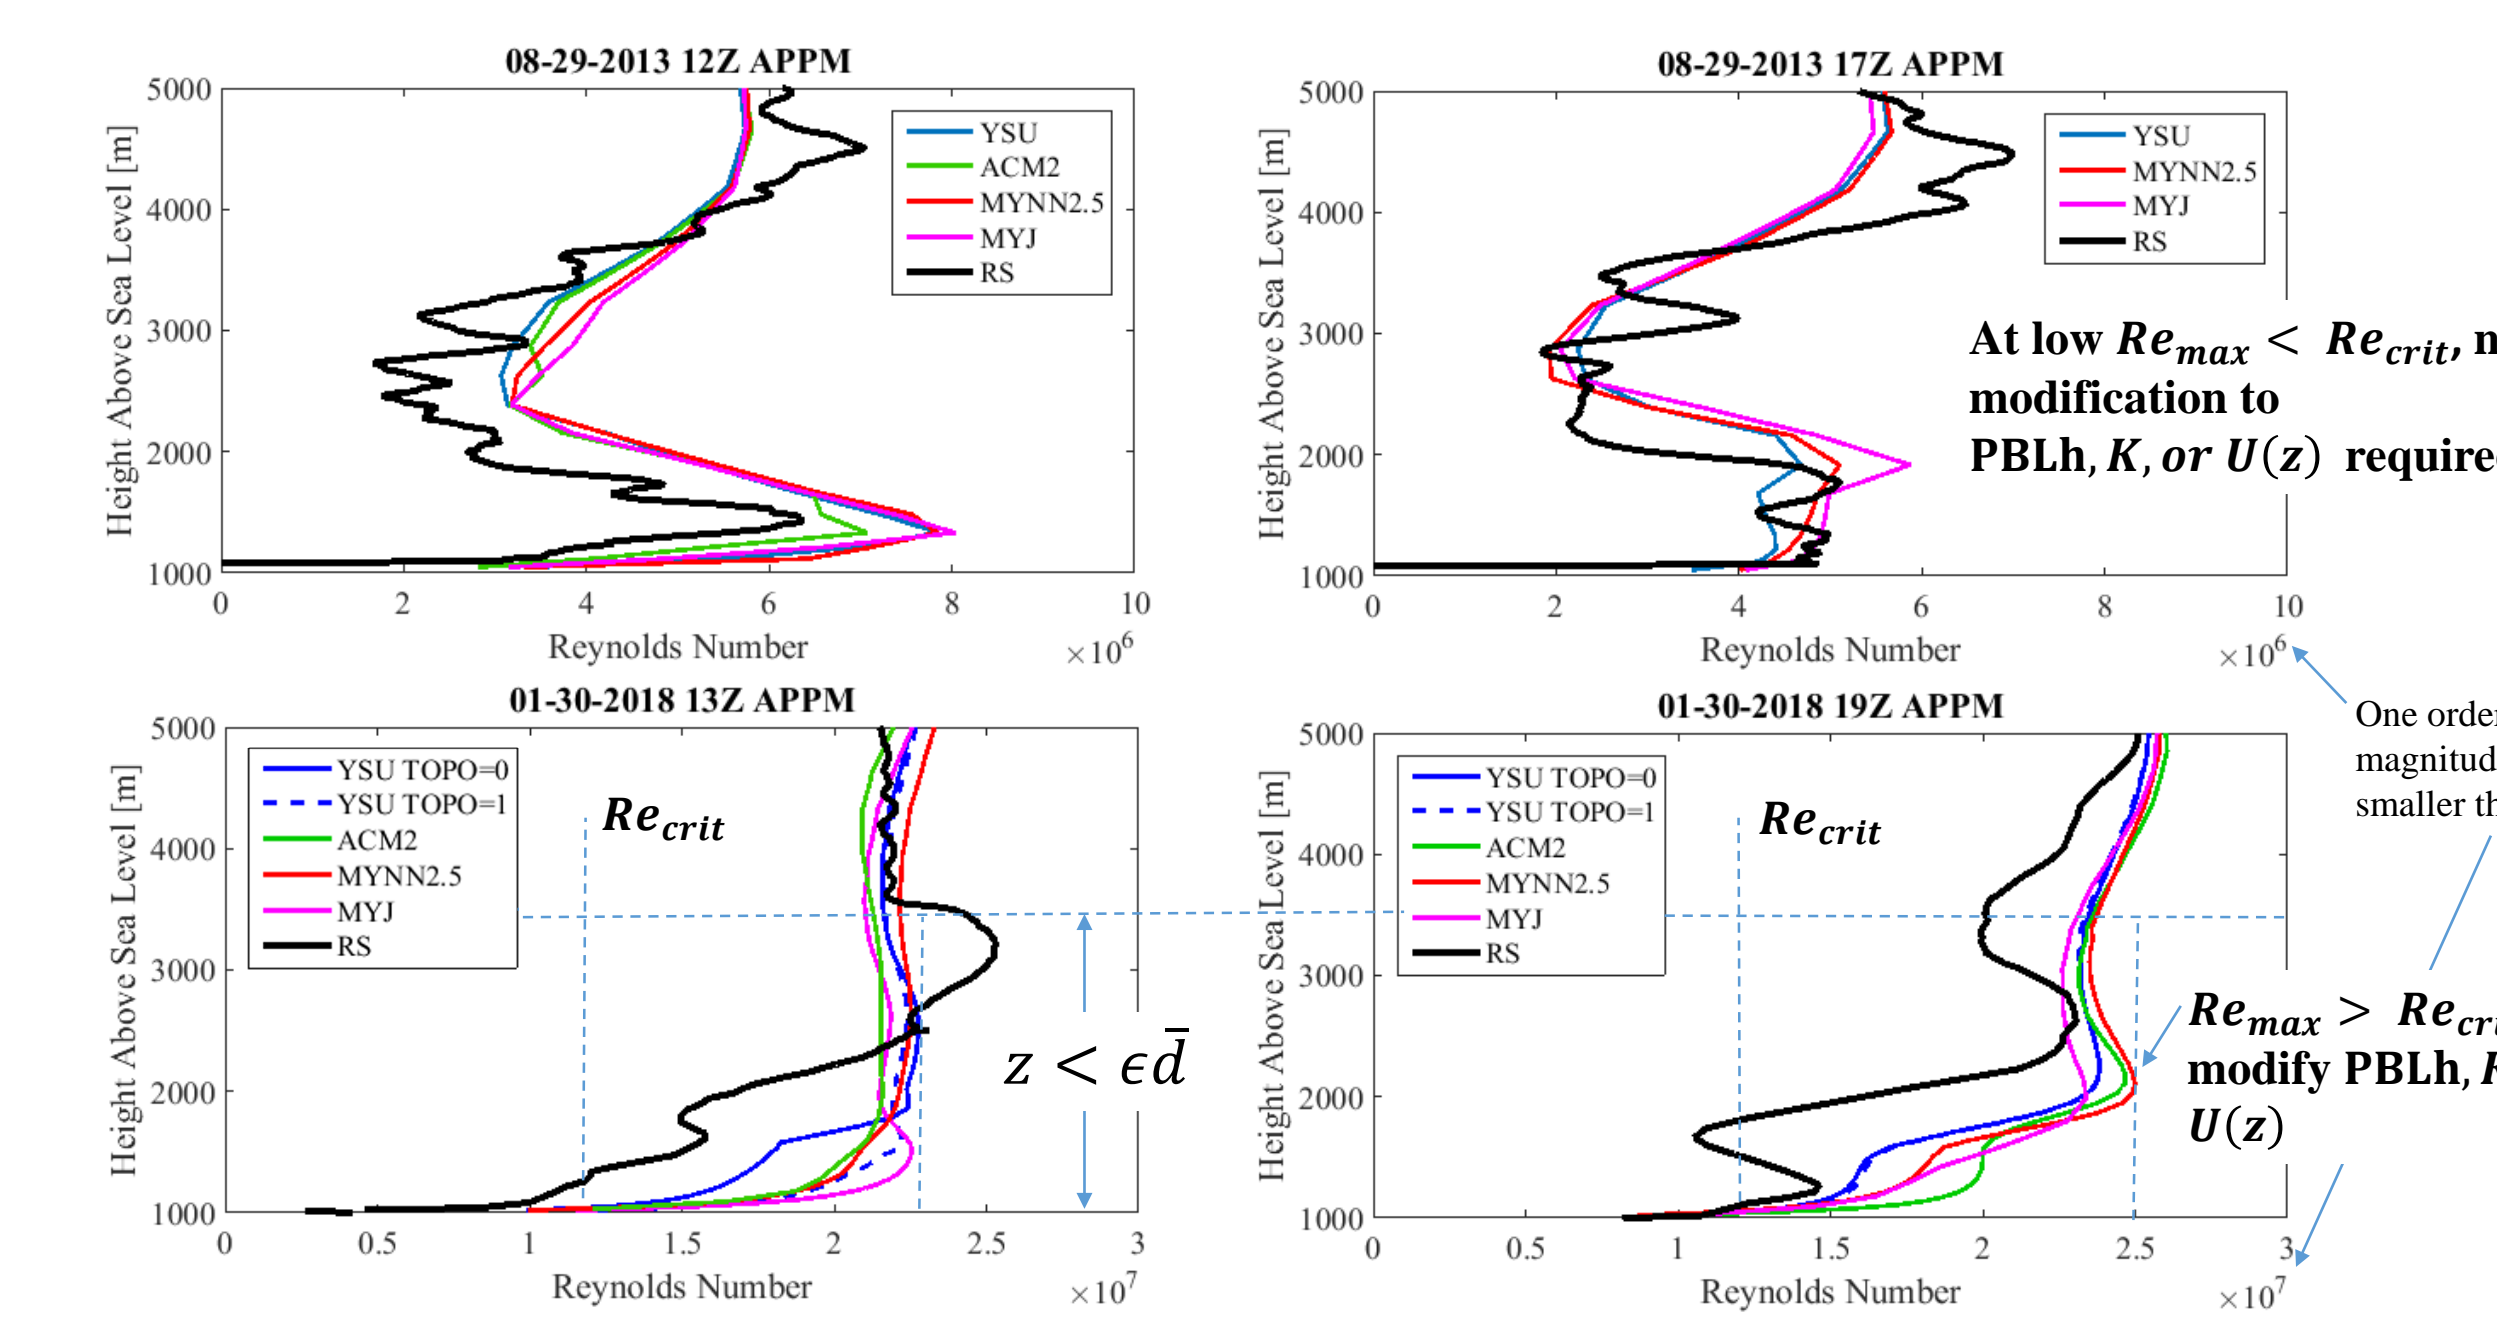 08-29-2013 12Z APPM
5000
4000
3000
2000
1000
Height Above Sea Level [m]
YSU
ACM2
MYNN2.5
MYJ
RS
0 2 4 6 8 10
Reynolds Number
×10^6
08-29-2013 17Z APPM
5000
4000
3000
2000
1000
Height Above Sea Level [m]
YSU
MYNN2.5
MYJ
RS
At low Re_max < Re_crit,
modification to
PBLh, K, or U(z)
0 2 4 6 8 10
Reynolds Number
×10^6
One
smaller
01-30-2018 13Z APPM
5000
4000
3000
2000
1000
Height Above Sea Level [m]
YSU TOPO=0
YSU TOPO=1
ACM2
MYNN2.5
MYJ
RS
Re_crit
z < ϵd̄
0 0.5 1 1.5 2 2.5 3
Reynolds Number
×10^7
01-30-2018 19Z APPM
5000
4000
3000
2000
1000
Height Above Sea Level [m]
YSU TOPO=0
YSU TOPO=1
ACM2
MYNN2.5
MYJ
RS
Re_crit
Re_max >
modify PBLh,
U(z)
0 0.5 1 1.5 2 2.5 3
Reynolds Number
×10^7